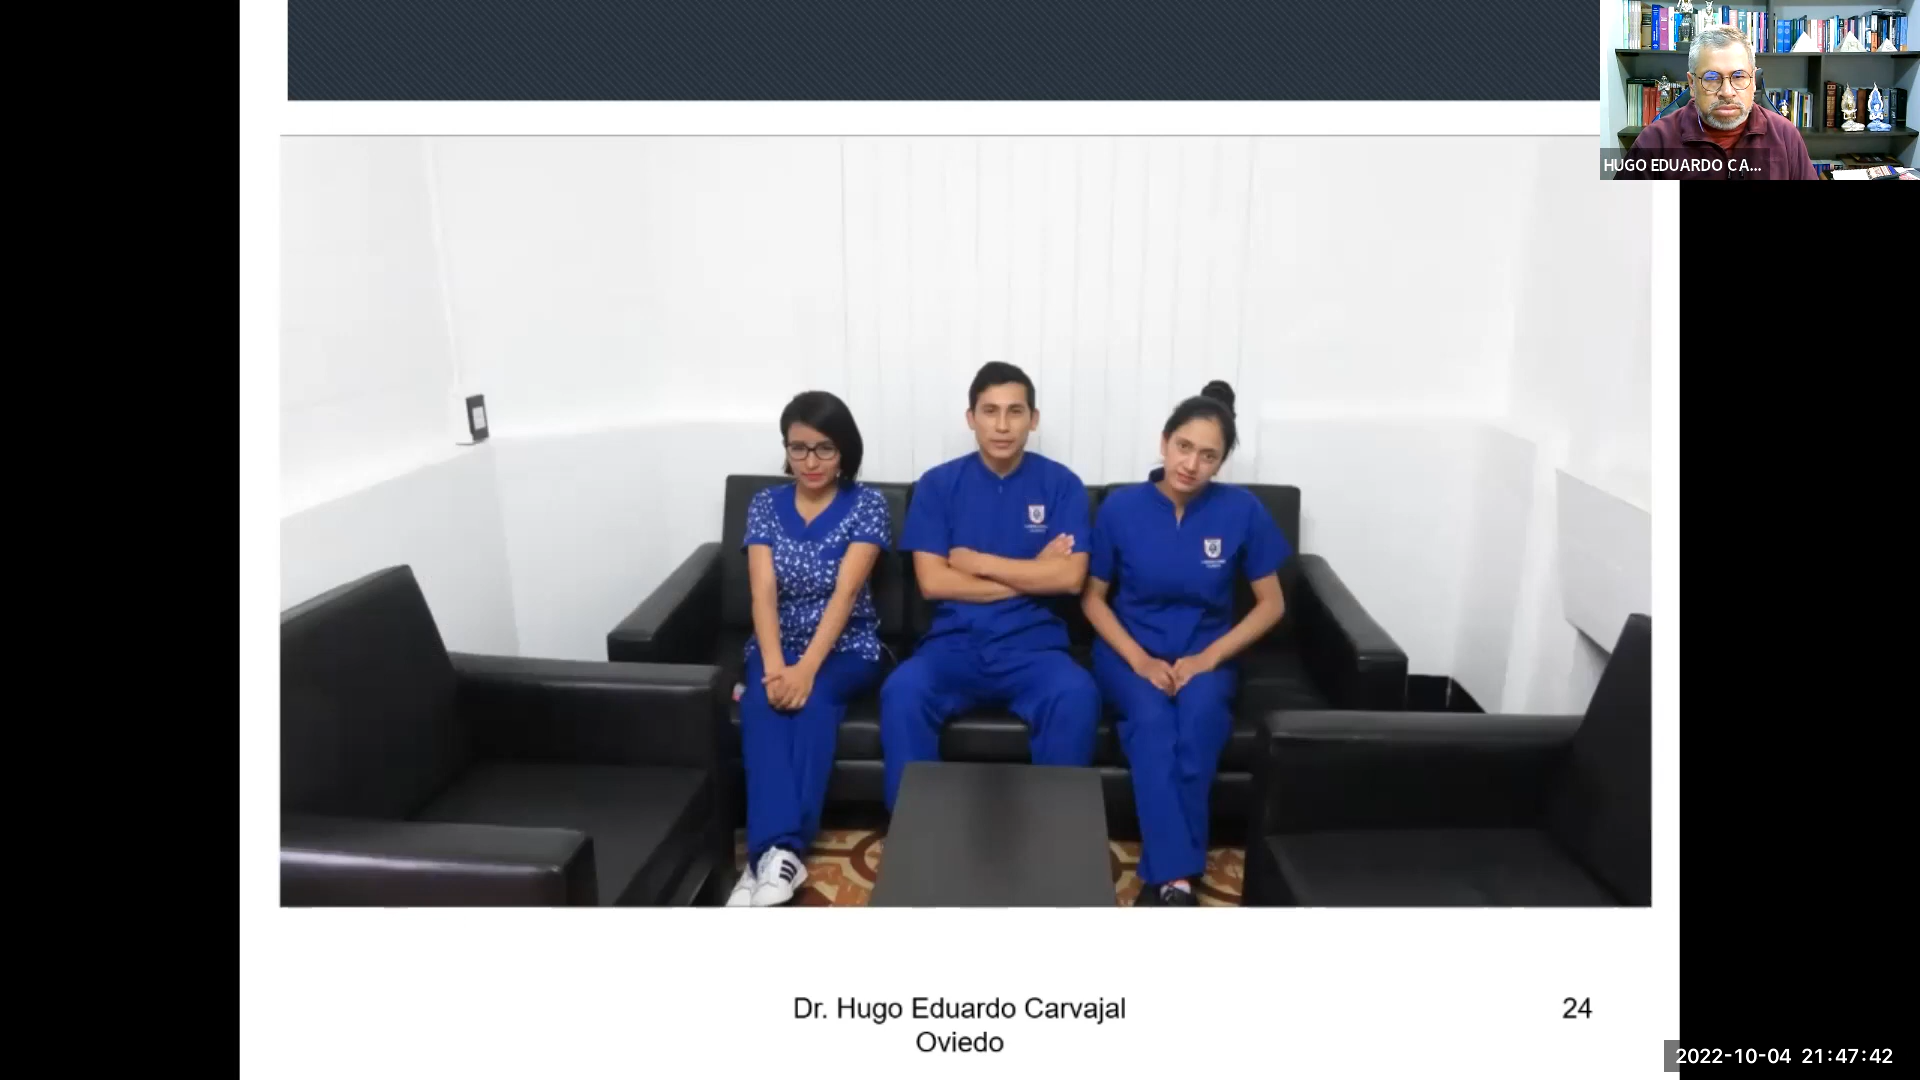 HUGO EDUARDO CA...
Dr. Hugo Eduardo Carvajal
Oviedo
24
2022-10-04 21:47:42